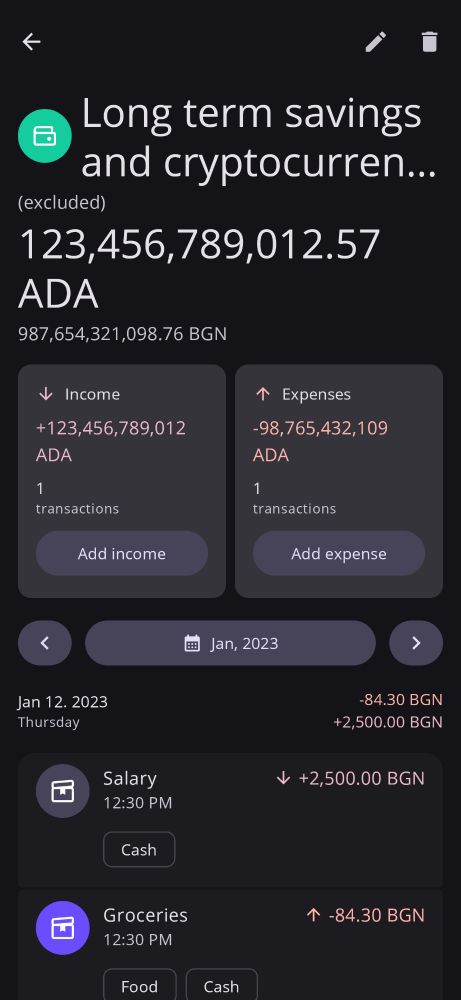 Long term savings
and cryptocurren...
(excluded)
123,456,789,012.57
ADA
987,654,321,098.76 BGN
Income
+123,456,789,012
ADA
1
transactions
Add income
Expenses
-98,765,432,109
ADA
1
transactions
Add expense
Jan, 2023
Jan 12. 2023
Thursday
-84.30 BGN
+2,500.00 BGN
Salary
+2,500.00 BGN
12:30 PM
Cash
Groceries
-84.30 BGN
12:30 PM
Food
Cash